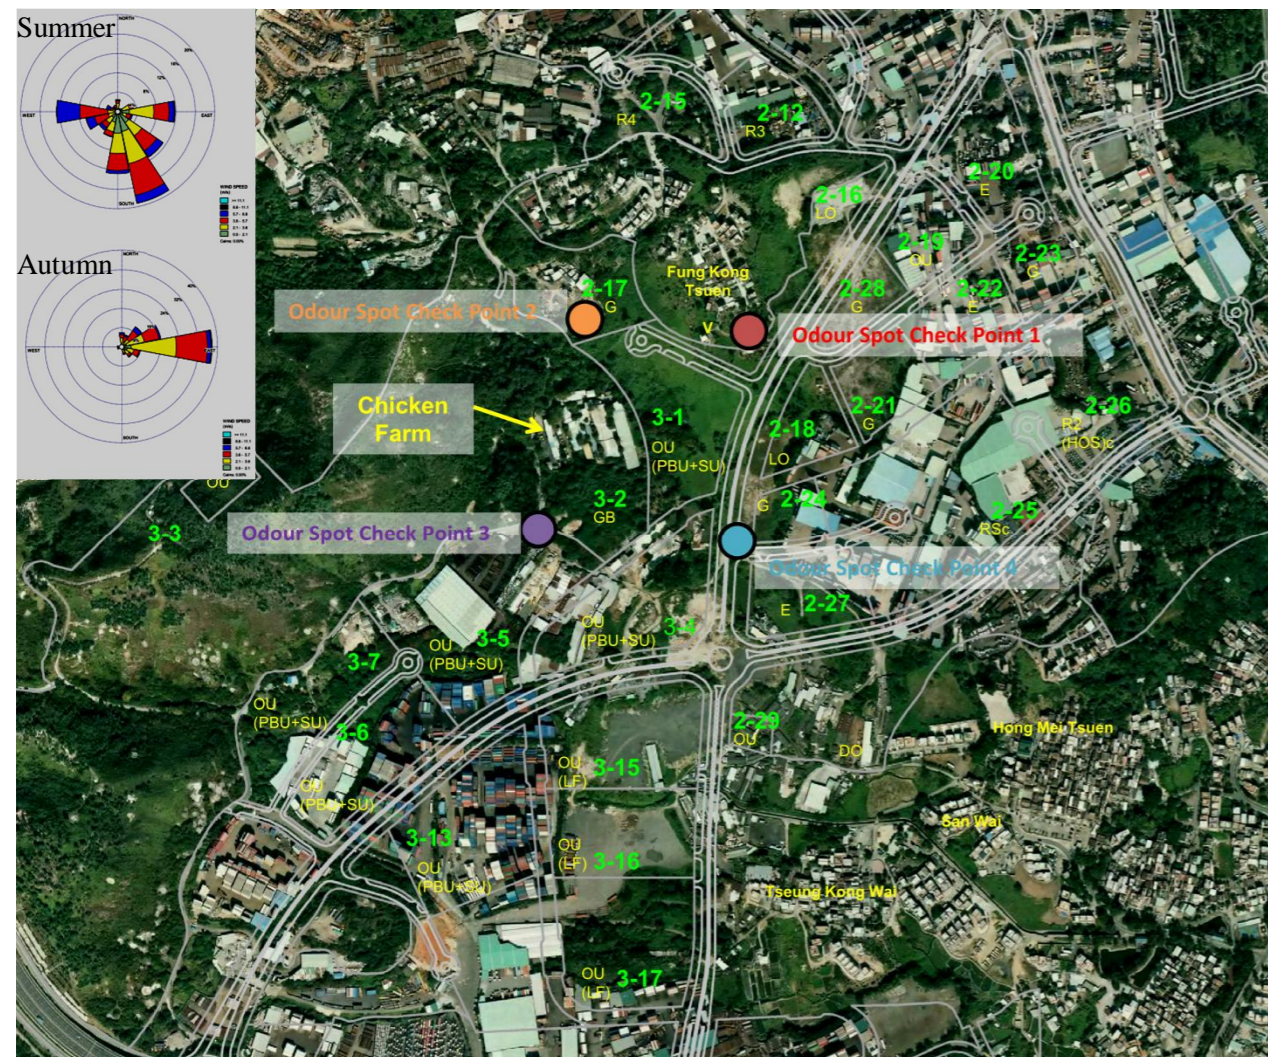 Summer
NORTH
WEST
EAST
SOUTH
WIND SPEED
(m/s)
Autumn
NORTH
WEST
EAST
SOUTH
WIND SPEED
(m/s)
2-15
R4
2-12
R3
2-20
E
2-16
LO
2-19
OU
2-23
G
Fung Kong
Tsuen
V
2-17
G
2-28
G
2-22
E
Odour Spot Check Point 2
Odour Spot Check Point 1
Chicken
Farm
3-1
OU
(PBU+SU)
2-21
G
2-18
LO
2-26
R2
(HOS)c
OU
3-3
3-2
GB
G
2-24
2-25
RSc
Odour Spot Check Point 3
Odour Spot Check Point 4
E
2-27
OU
(PBU+SU)
3-4
OU
(PBU+SU)
3-5
3-7
OU
(PBU+SU)
3-6
OU
(PBU+SU)
2-29
OU
DO
Hong Mei Tsuen
OU
(LF)
3-15
San Wai
3-13
OU
(PBU+SU)
OU
(LF)
3-16
Tseung Kong Wai
OU
(LF)
3-17